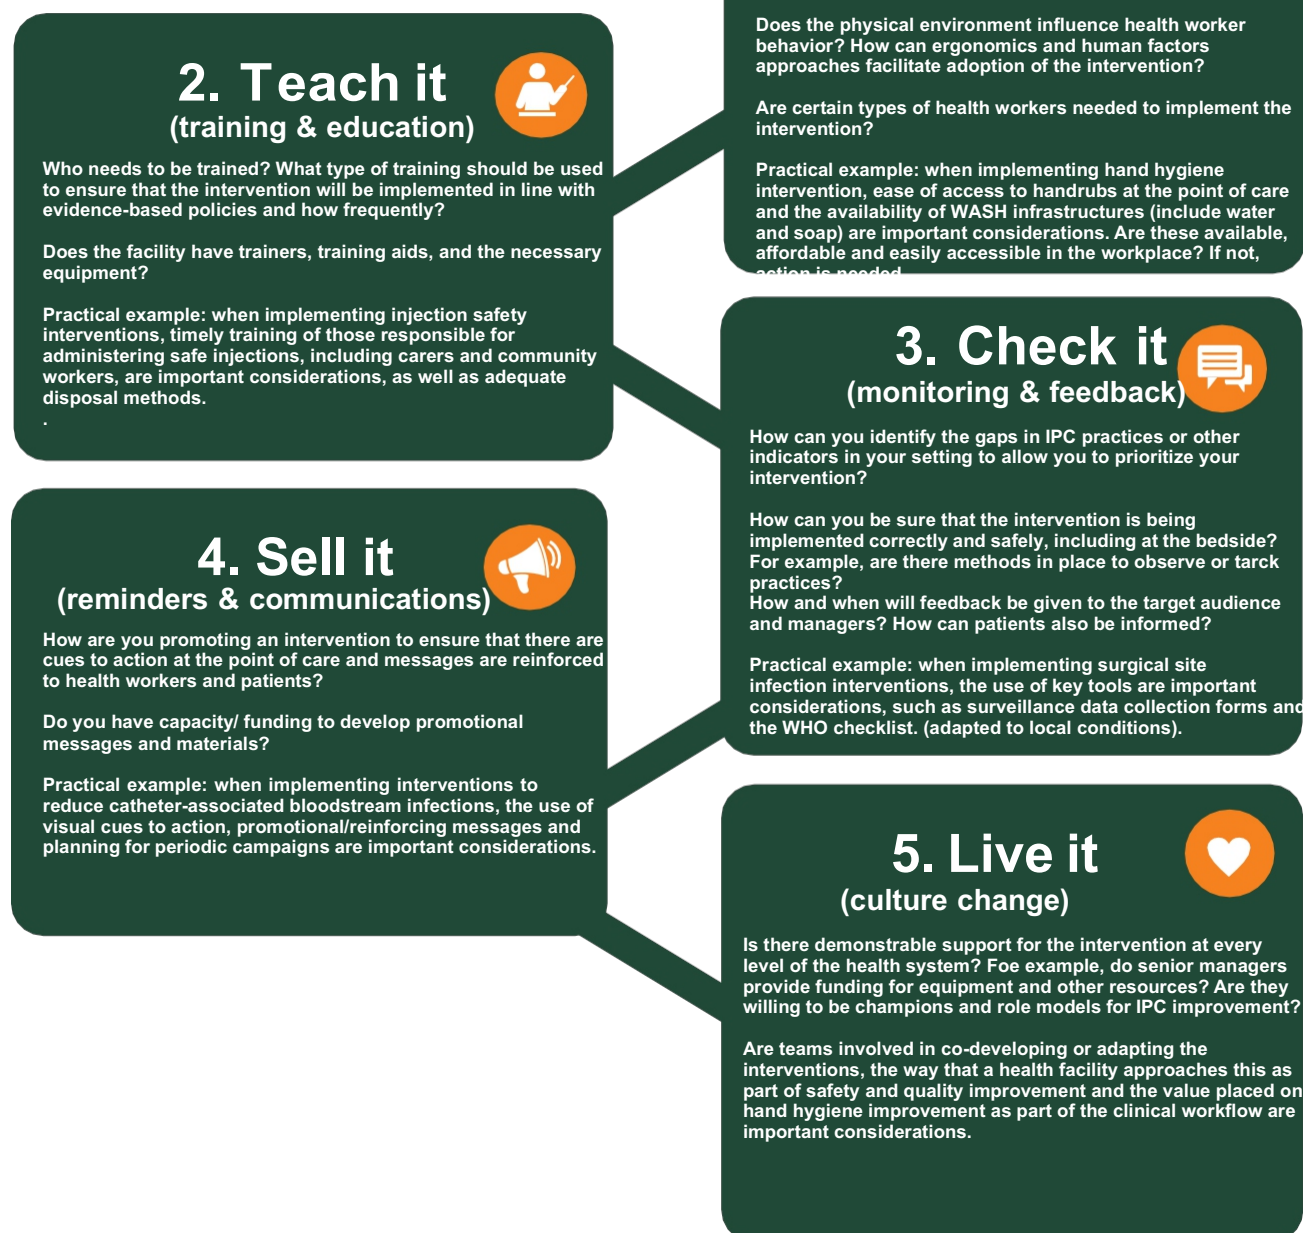 Does the physical environment influence health worker
behavior? How can ergonomics and human factors
approaches facilitate adoption of the intervention?
Are certain types of health workers needed to implement the
intervention?
Practical example: when implementing hand hygiene
intervention, ease of access to handrubs at the point of care
and the availability of WASH infrastructures (include water
and soap) are important considerations. Are these available,
affordable and easily accessible in the workplace? If not,
action is needed
2. Teach it
(training & education)
Who needs to be trained? What type of training should be used
to ensure that the intervention will be implemented in line with
evidence-based policies and how frequently?
Does the facility have trainers, training aids, and the necessary
equipment?
Practical example: when implementing injection safety
interventions, timely training of those responsible for
administering safe injections, including carers and community
workers, are important considerations, as well as adequate
disposal methods.
.
3. Check it
(monitoring & feedback)
How can you identify the gaps in IPC practices or other
indicators in your setting to allow you to prioritize your
intervention?
How can you be sure that the intervention is being
implemented correctly and safely, including at the bedside?
For example, are there methods in place to observe or tarck
practices?
How and when will feedback be given to the target audience
and managers? How can patients also be informed?
Practical example: when implementing surgical site
infection interventions, the use of key tools are important
considerations, such as surveillance data collection forms and
the WHO checklist. (adapted to local conditions).
4. Sell it
(reminders & communications)
How are you promoting an intervention to ensure that there are
cues to action at the point of care and messages are reinforced
to health workers and patients?
Do you have capacity/ funding to develop promotional
messages and materials?
Practical example: when implementing interventions to
reduce catheter-associated bloodstream infections, the use of
visual cues to action, promotional/reinforcing messages and
planning for periodic campaigns are important considerations.
5. Live it
(culture change)
Is there demonstrable support for the intervention at every
level of the health system? Foe example, do senior managers
provide funding for equipment and other resources? Are they
willing to be champions and role models for IPC improvement?
Are teams involved in co-developing or adapting the
interventions, the way that a health facility approaches this as
part of safety and quality improvement and the value placed on
hand hygiene improvement as part of the clinical workflow are
important considerations.